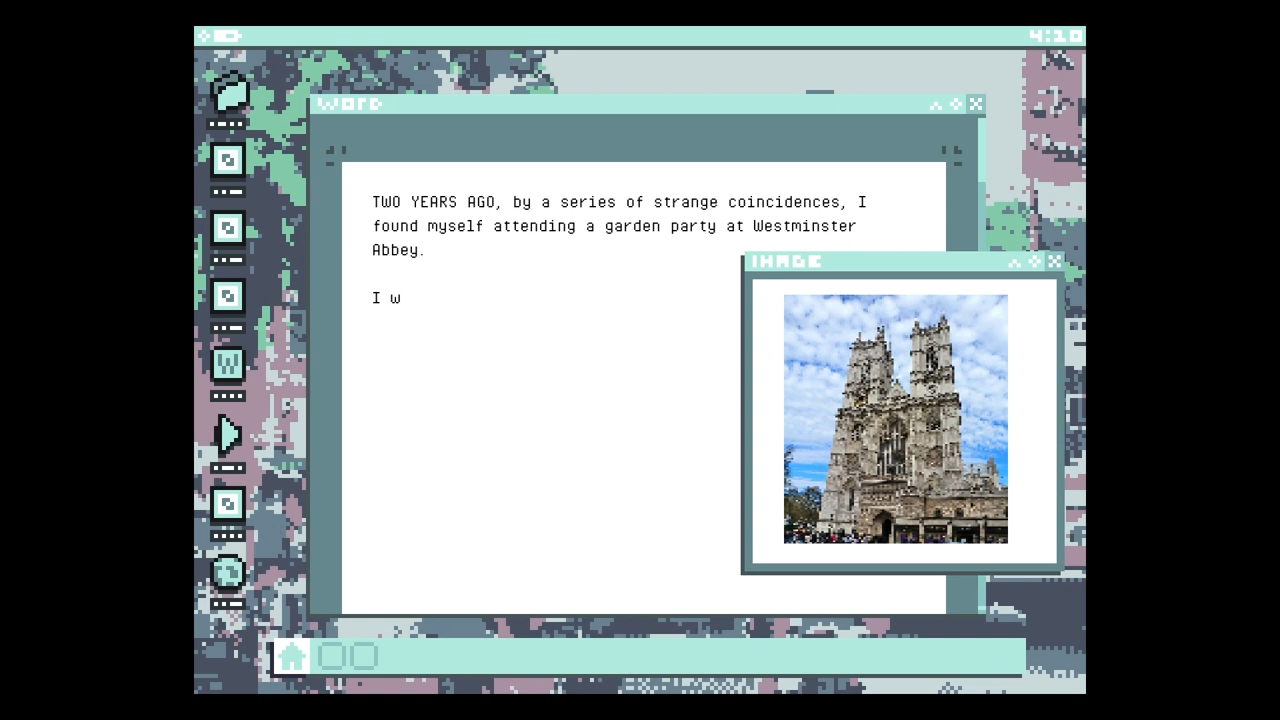 4:10
WORD
TWO YEARS AGO, by a series of strange coincidences, I
found myself attending a garden party at Westminster
Abbey.
I w
IMAGE
W